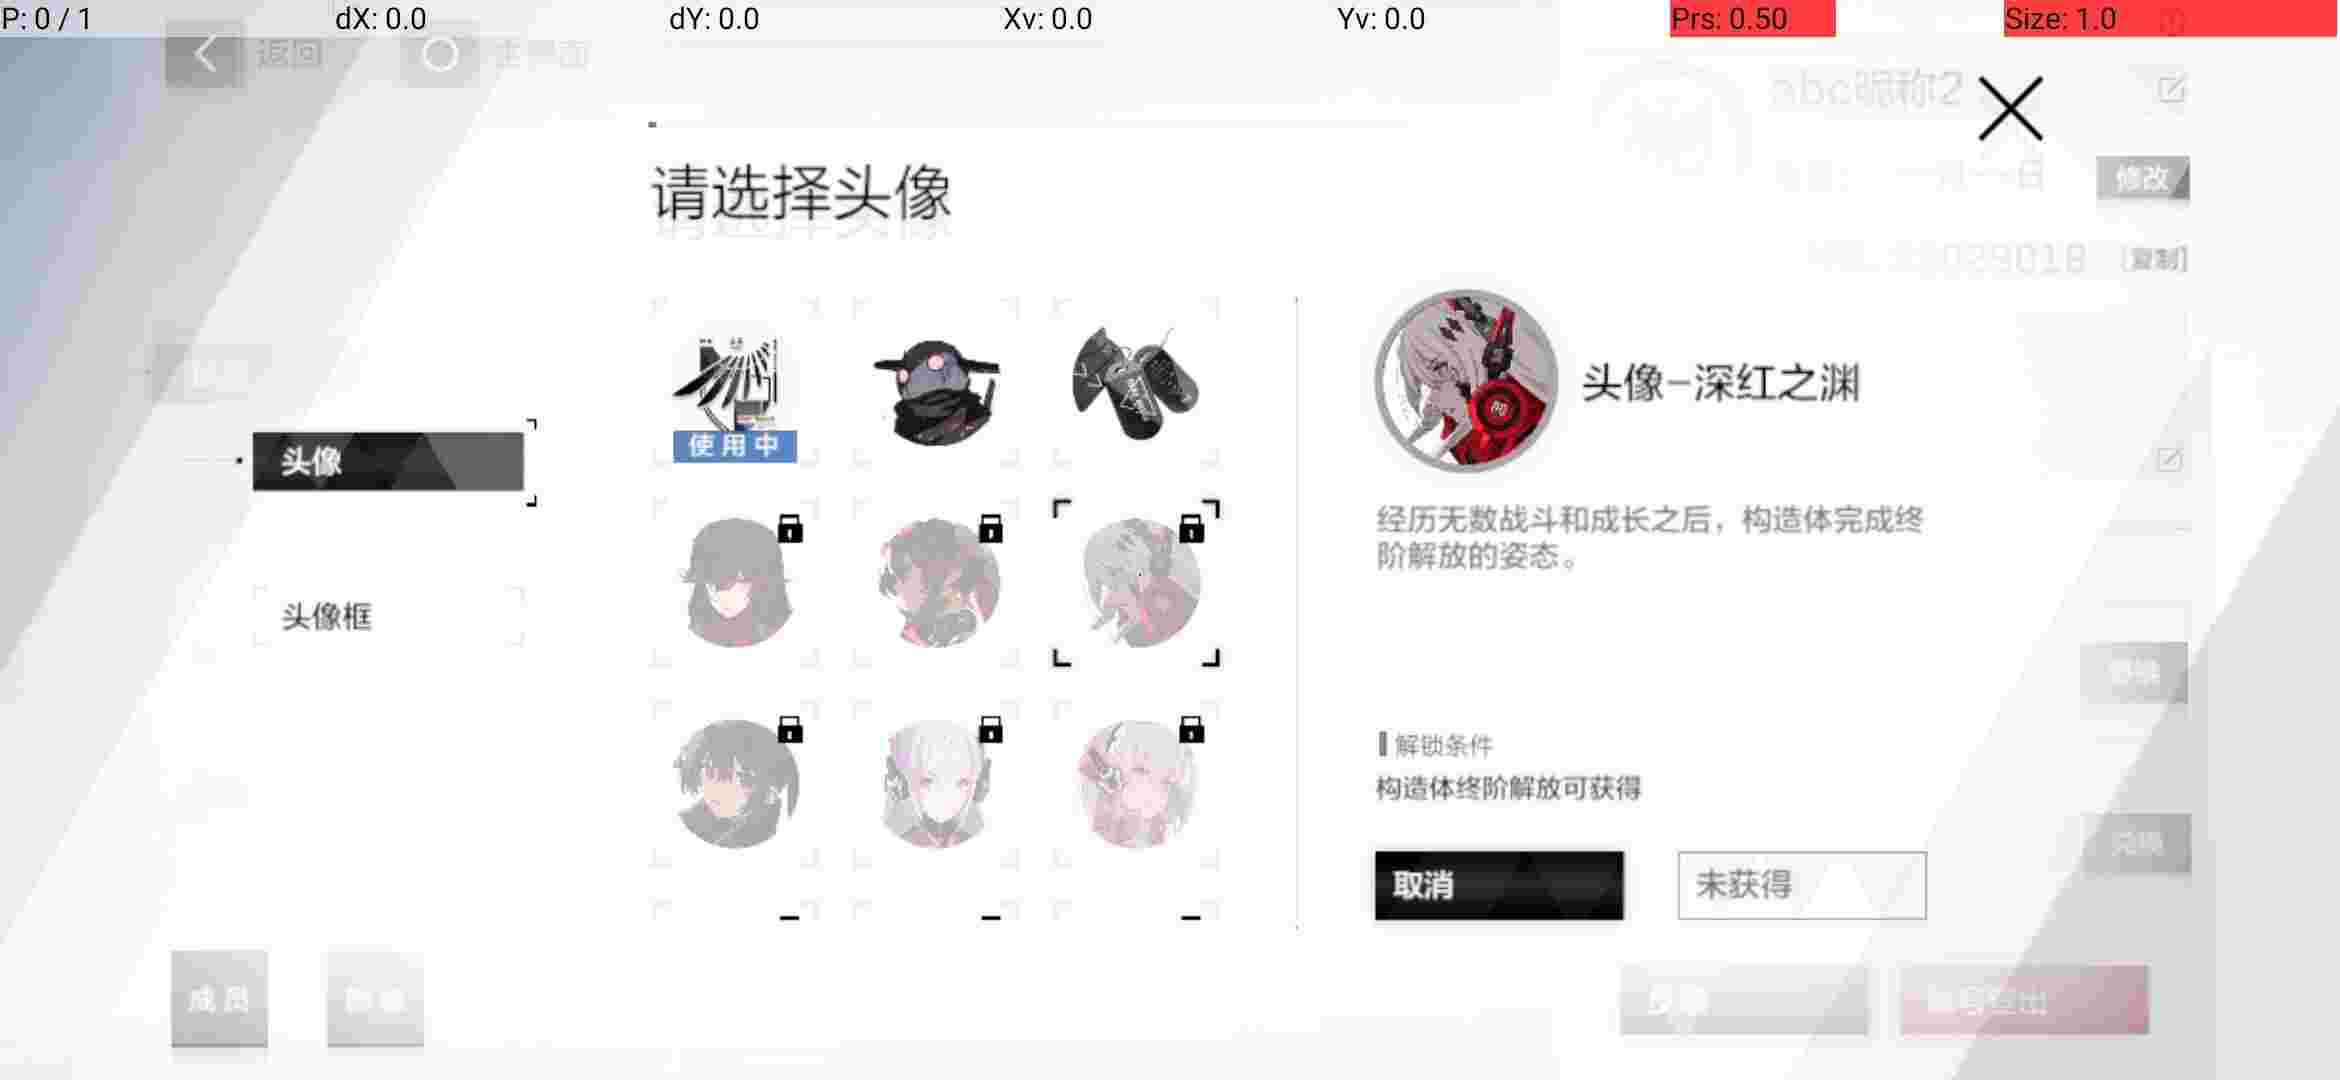 P: 0 / 1
dX: 0.0
dY: 0.0
Xv: 0.0
Yv: 0.0
Prs: 0.50
Size: 1.0
返回
主界面
abc昵称2
请选择头像
日
修改
[复制]
使用中
头像
头像框
头像-深红之渊
经历无数战斗和成长之后，构造体完成终
阶解放的姿态。
解锁条件
构造体终阶解放可获得
取消
未获得
成员